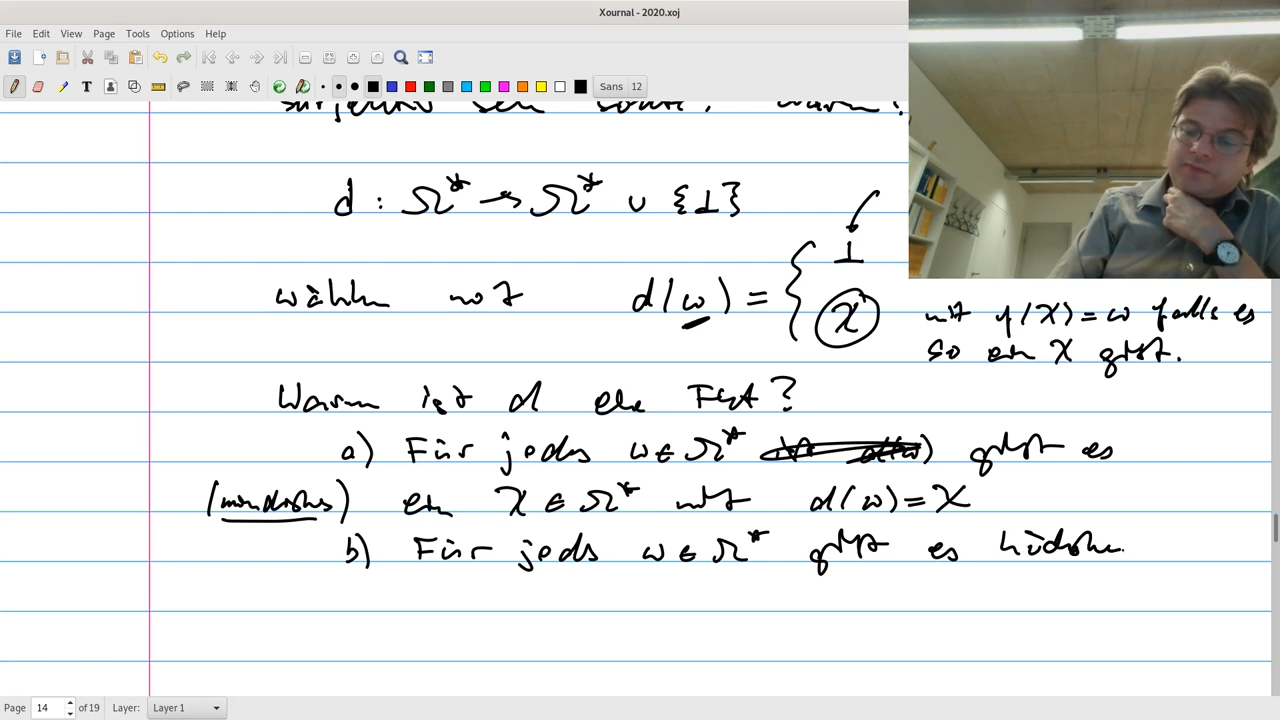 Xournal - 2020.xoj
File Edit View Page Tools Options Help
Sans 12
d : Ω* → Ω* ∪ {⊥}
wählen mit d(w) = { ⊥
χ mit f(χ) = w falls es
so ein χ gibt.
Warum ist d eine Fkt?
a) Für jedes w ∈ Ω* gibt es
(mindestens) ein χ ∈ Ω* mit d(w) = χ
b) Für jedes w ∈ Ω* gibt es höchstens
Page 14 of 19 Layer: Layer 1